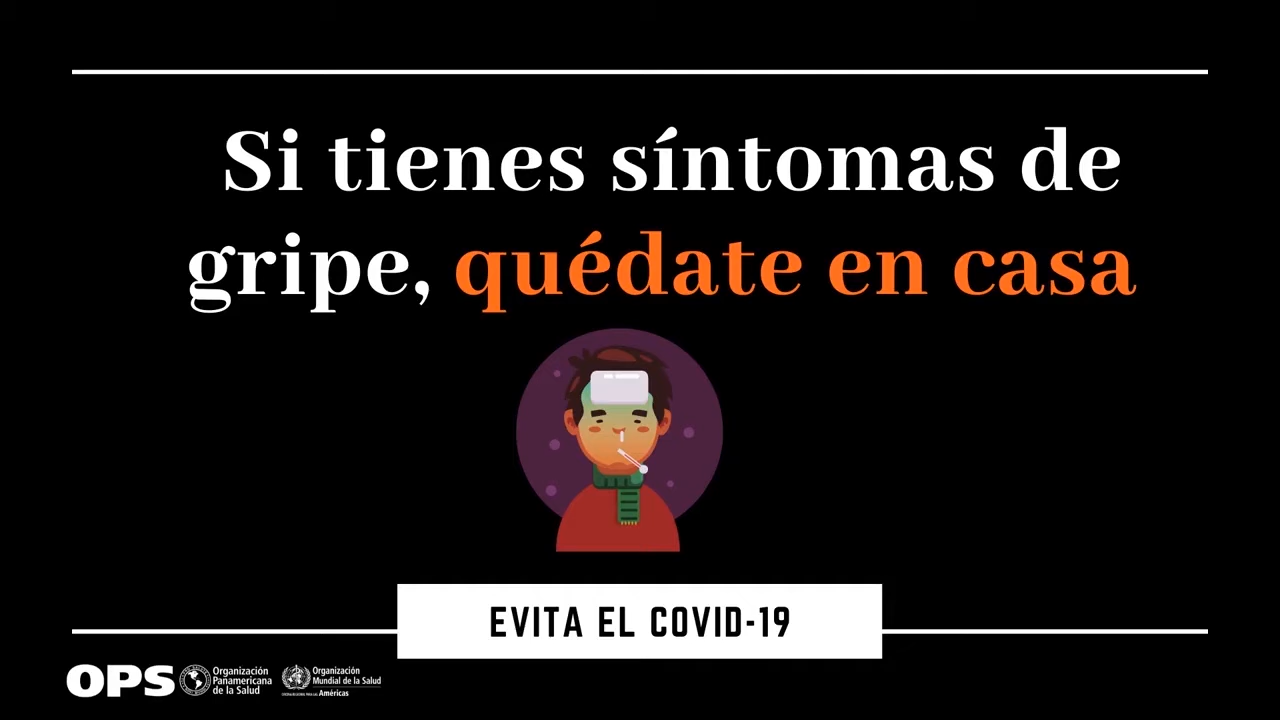 Si tienes síntomas de
gripe, quédate en casa
EVITA EL COVID-19
OPS
Organización
Panamericana
de la Salud
Organización
Mundial de la Salud
Américas